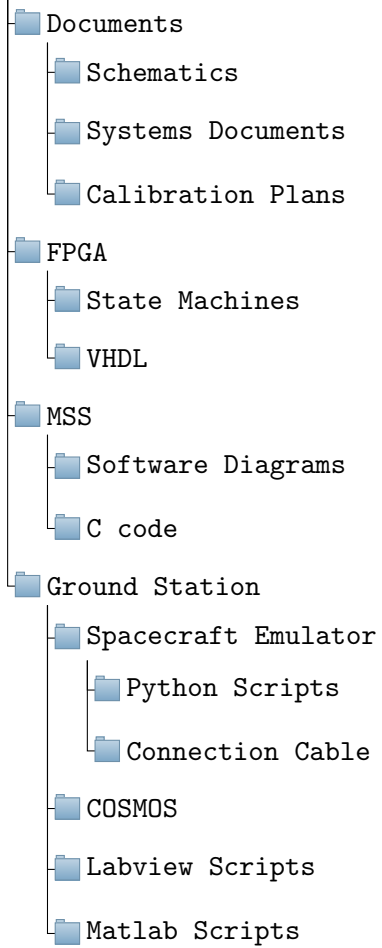 Documents
Schematics
Systems Documents
Calibration Plans
FPGA
State Machines
VHDL
MSS
Software Diagrams
C code
Ground Station
Spacecraft Emulator
Python Scripts
Connection Cable
COSMOS
Labview Scripts
Matlab Scripts